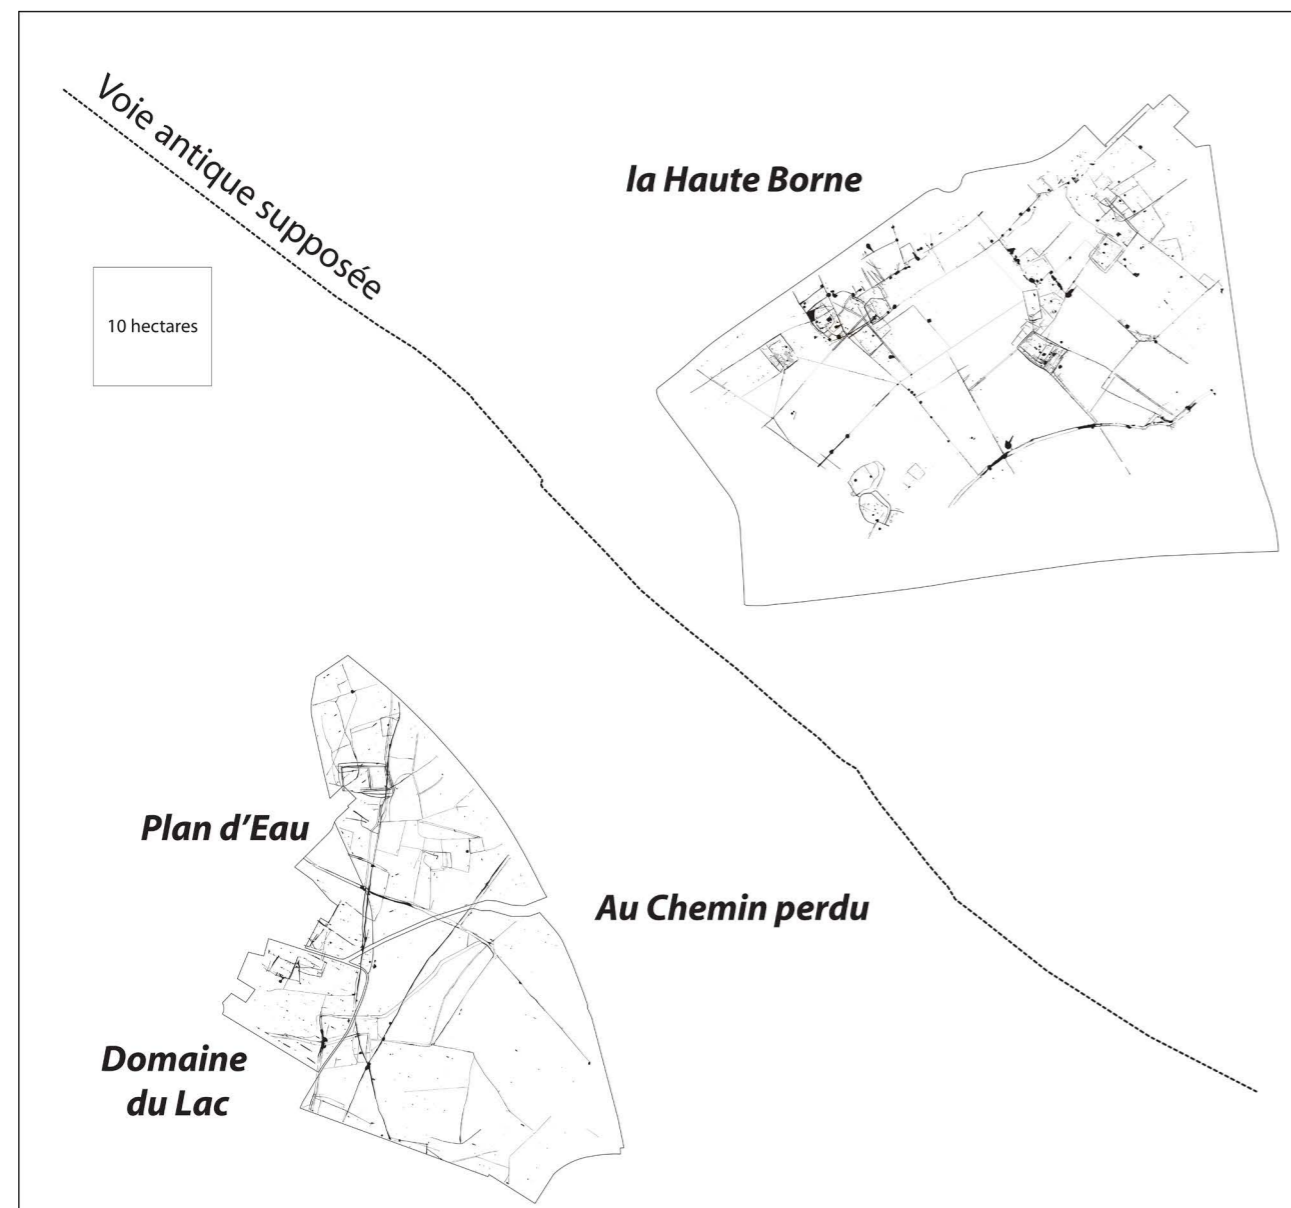 Voie antique supposée
la Haute Borne
10 hectares
Plan d’Eau
Au Chemin perdu
Domaine
du Lac